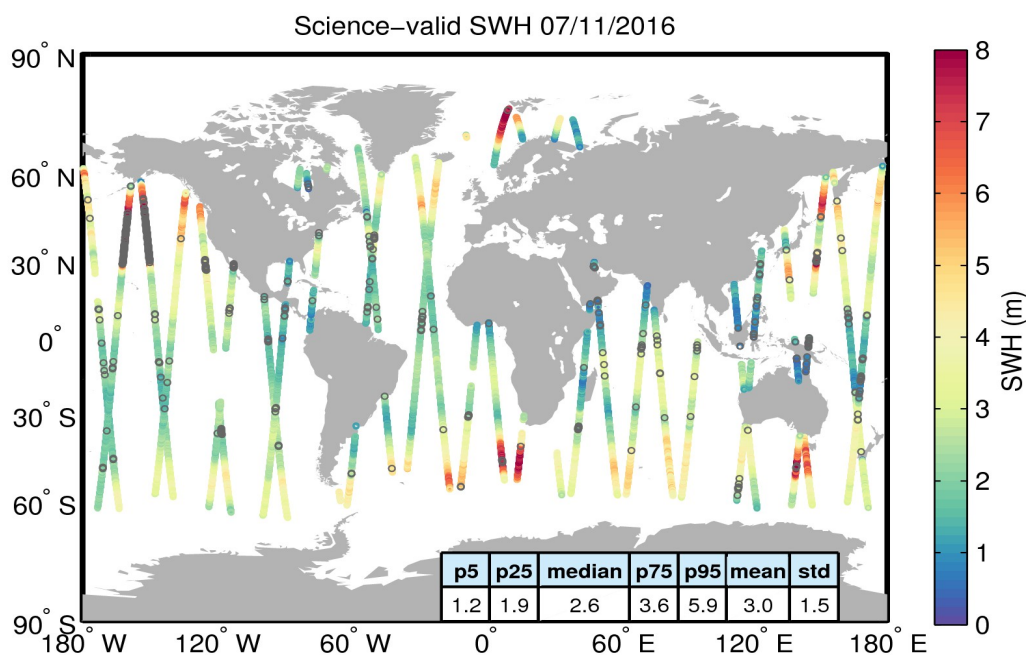 Science−valid SWH 07/11/2016
90° N
60° N
30° N
0°
30° S
60° S
90° S
180° W
120° W
60° W
0°
60° E
120° E
180° E
8
7
6
5
4
3
2
1
0
SWH (m)
p5 p25 median p75 p95 mean std
1.2 1.9 2.6 3.6 5.9 3.0 1.5